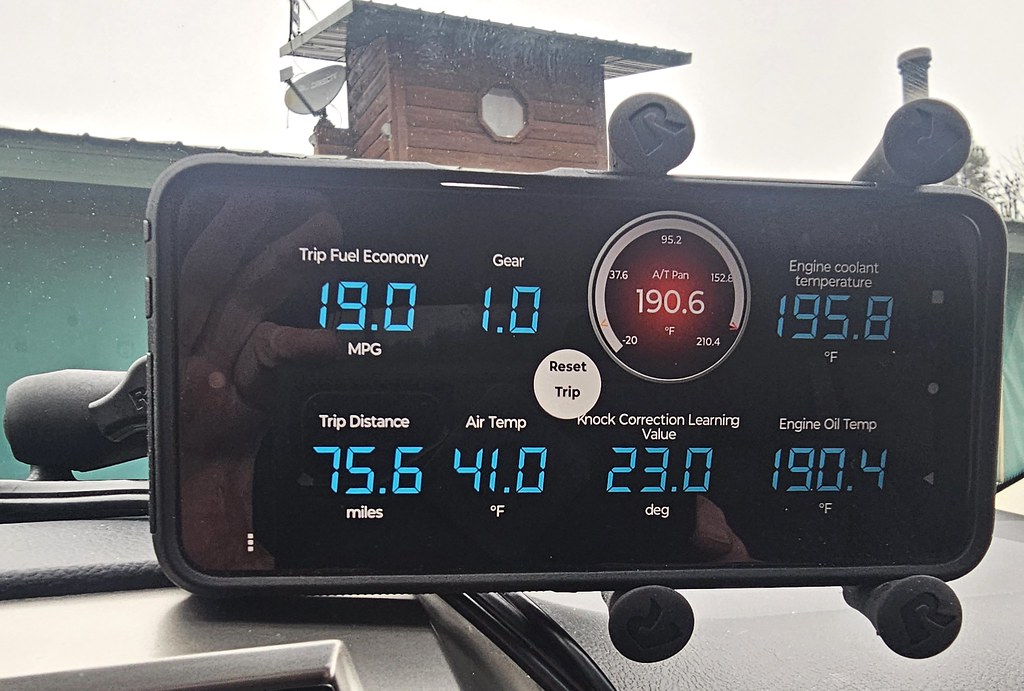 Trip Fuel Economy
19.0
MPG
Gear
1.0
95.2
37.6
152.8
A/T Pan
190.6
°F
-20
210.4
Engine coolant
temperature
195.8
°F
Reset
Trip
Trip Distance
75.6
miles
Air Temp
41.0
°F
Knock Correction Learning
Value
23.0
deg
Engine Oil Temp
190.4
°F
R
R
R